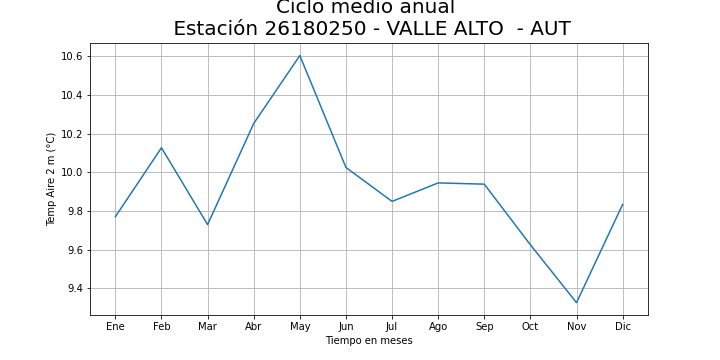 Ciclo medio anual
Estación 26180250 - VALLE ALTO  - AUT
10.6
10.4
10.2
10.0
9.8
9.6
9.4
Temp Aire 2 m (°C)
Ene Feb Mar Abr May Jun Jul Ago Sep Oct Nov Dic
Tiempo en meses